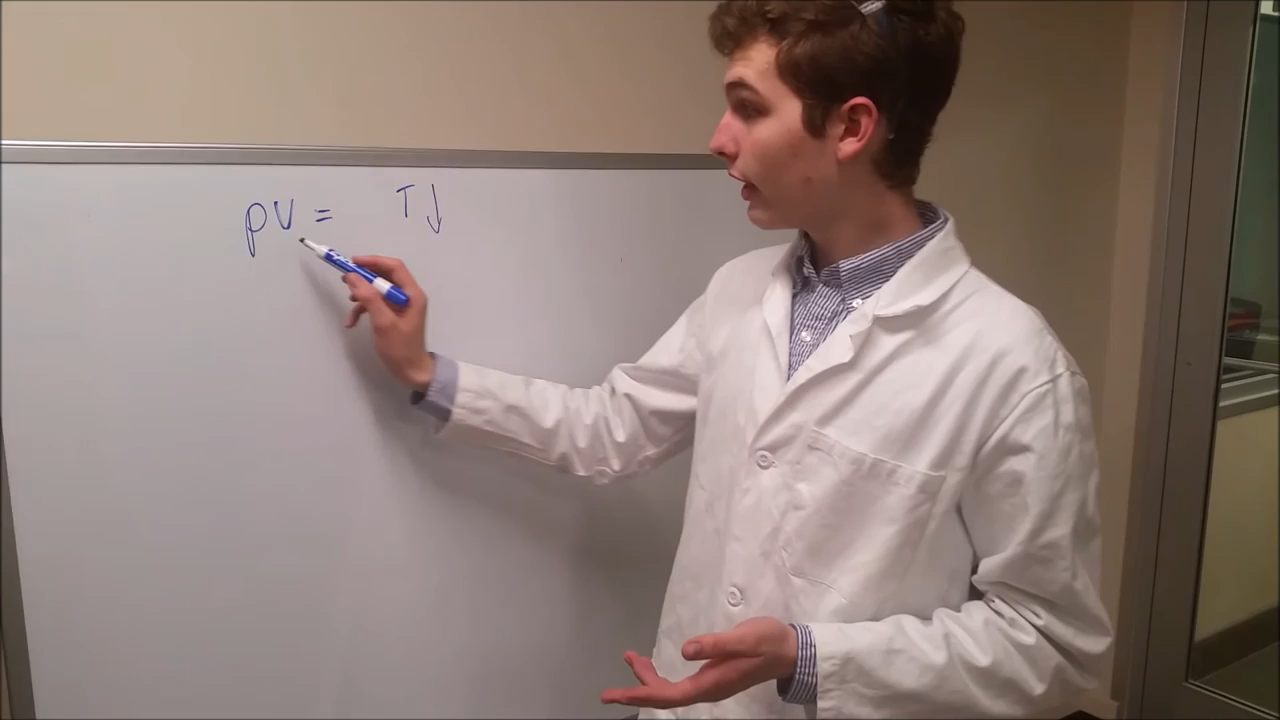 pV = T↓